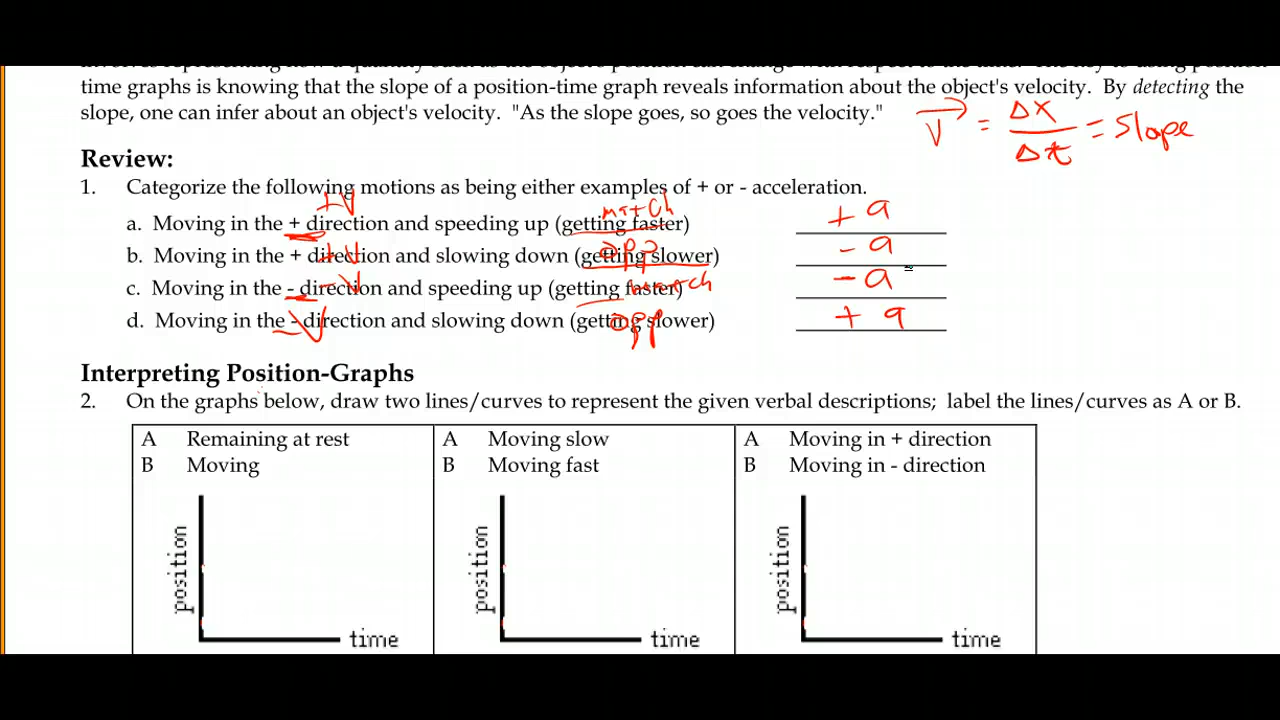 time graphs is knowing that the slope of a position-time graph reveals information about the object's velocity. By detecting the
slope, one can infer about an object's velocity. "As the slope goes, so goes the velocity."
V = Δx / Δt = Slope
Review:
1. Categorize the following motions as being either examples of + or - acceleration.
+V match
a. Moving in the + direction and speeding up (getting faster) + a
+V opp
b. Moving in the + direction and slowing down (getting slower) - a
-V match
c. Moving in the - direction and speeding up (getting faster) - a
-V opp
d. Moving in the - direction and slowing down (getting slower) + a
Interpreting Position-Graphs
2. On the graphs below, draw two lines/curves to represent the given verbal descriptions; label the lines/curves as A or B.
A Remaining at rest A Moving slow A Moving in + direction
B Moving B Moving fast B Moving in - direction
position position position
time time time